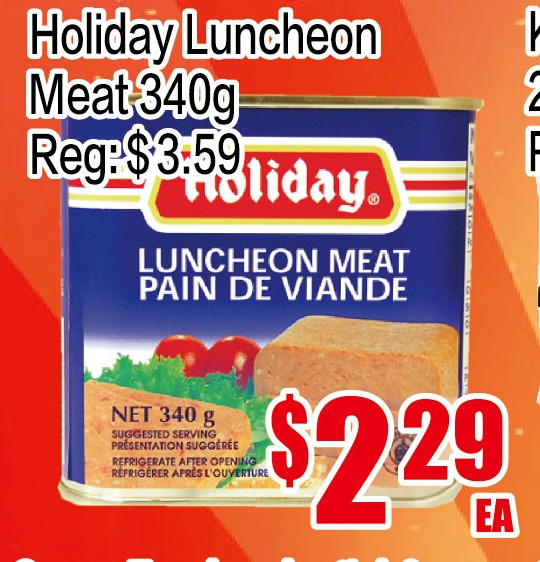 Holiday Luncheon
Meat 340g
Reg: $3.59
Holiday®
LUNCHEON MEAT
PAIN DE VIANDE
NET 340 g
SUGGESTED SERVING
PRÉSENTATION SUGGÉRÉE
REFRIGERATE AFTER OPENING
RÉFRIGÉRER APRÈS L'OUVERTURE
$2.29
EA